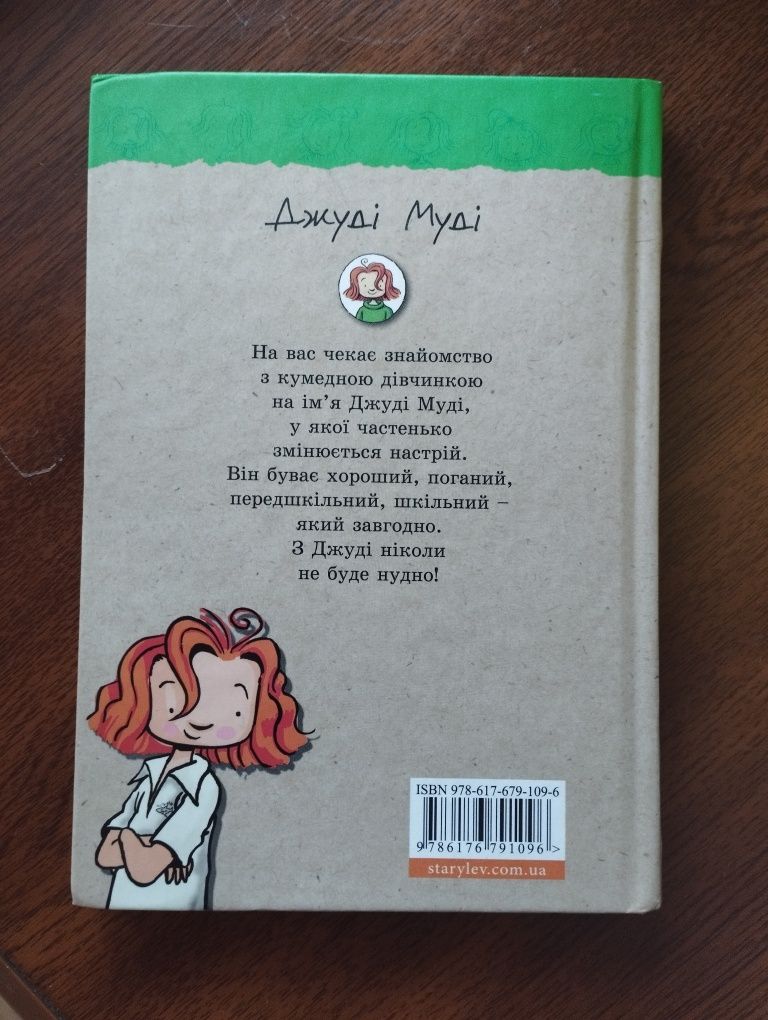 Джуді Муді
На вас чекає знайомство
з кумедною дівчинкою
на ім’я Джуді Муді,
у якої частенько
змінюється настрій.
Він буває хороший, поганий,
передшкільний, шкільний –
який завгодно.
З Джуді ніколи
не буде нудно!
ISBN 978-617-679-109-6
9 786176 791096 >
starylev.com.ua